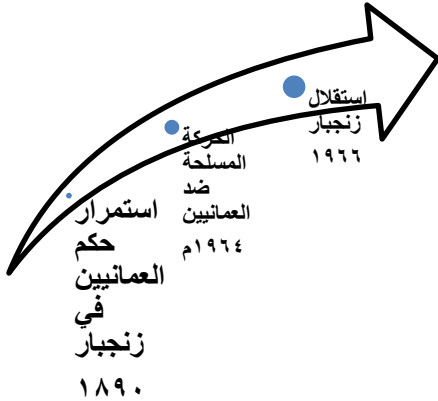 استقلال
زنجبار
١٩٦٦
الحركة
المسلحة
ضد
العمانيين
١٩٦٤م
استمرار
حكم
العمانيين
في
زنجبار
١٨٩٠